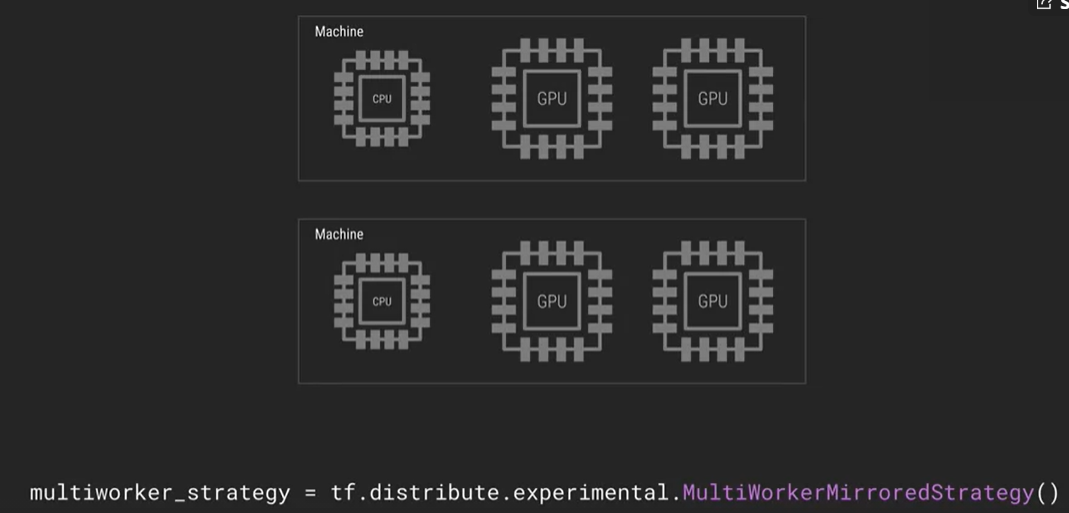 Machine
CPU GPU GPU
Machine
CPU GPU GPU
multiworker_strategy = tf.distribute.experimental.MultiWorkerMirroredStrategy()